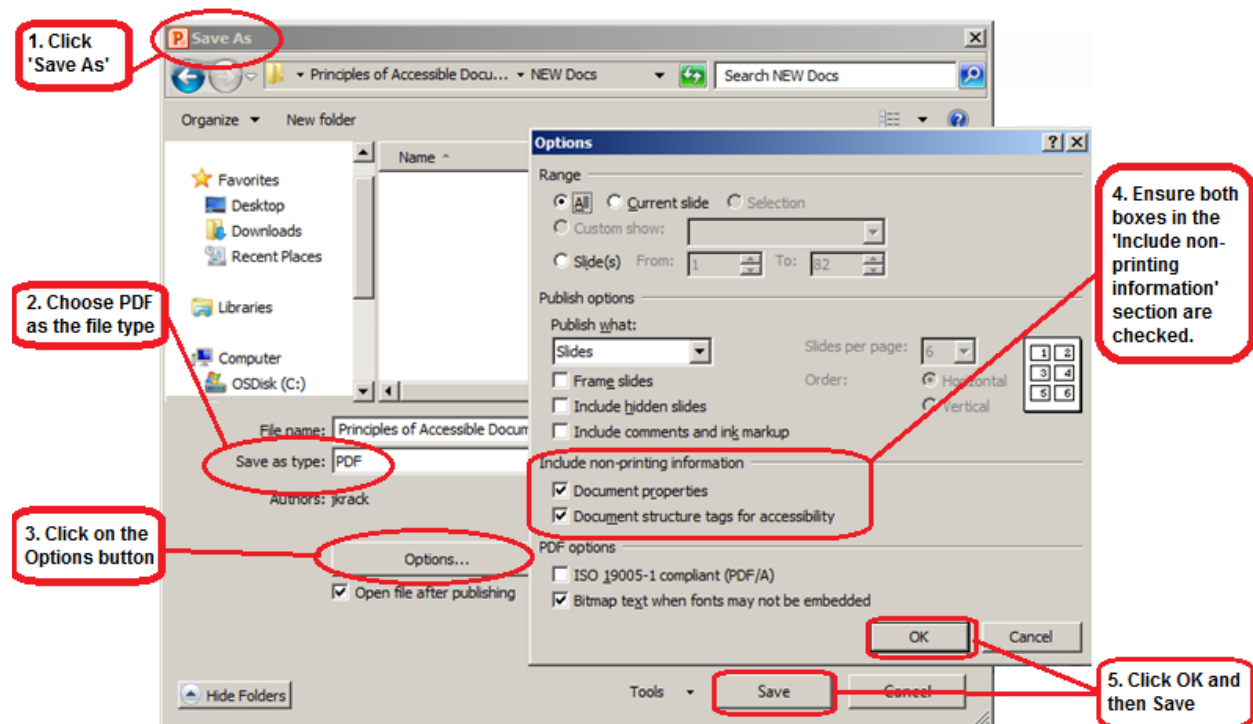 1. Click
'Save As'
Save As
Principles of Accessible Docu... NEW Docs
Search NEW Docs
Organize New folder
Name
Favorites
Desktop
Downloads
Recent Places
Libraries
Computer
OSDisk (C:)
2. Choose PDF
as the file type
File name: Principles of Accessible Docum
Save as type: PDF
Authors: jkrack
3. Click on the
Options button
Options...
Open file after publishing
Hide Folders
Tools Save Cancel
Options
Range
All Current slide Selection
Custom show:
Slide(s) From: 1 To: 82
Publish options
Publish what:
Slides
Slides per page: 6
Frame slides
Order: Horizontal
Include hidden slides
Vertical
Include comments and ink markup
1 2
3 4
5 6
Include non-printing information
Document properties
Document structure tags for accessibility
PDF options
ISO 19005-1 compliant (PDF/A)
Bitmap text when fonts may not be embedded
OK Cancel
4. Ensure both
boxes in the
'Include non-
printing
information'
section are
checked.
5. Click OK and
then Save